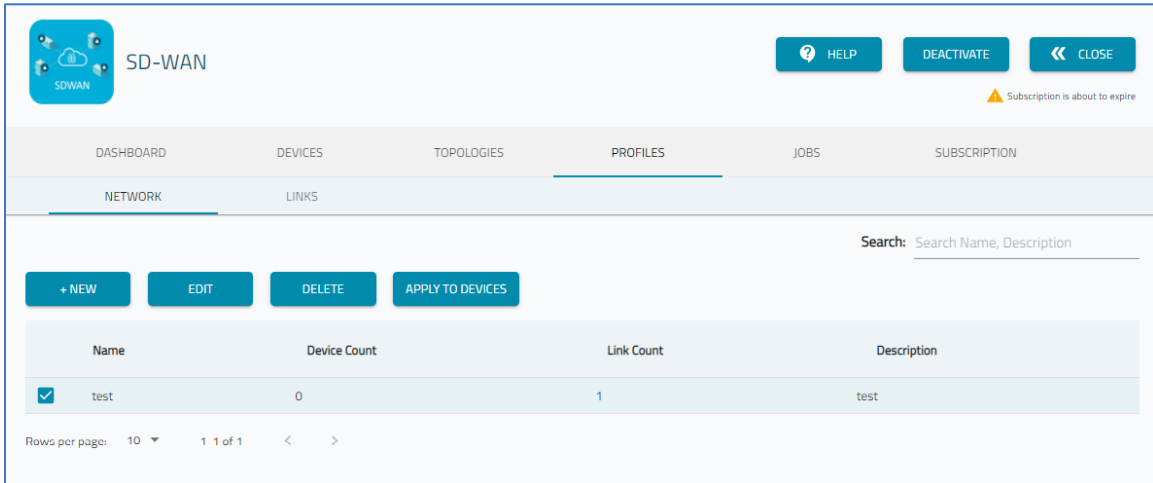 SDWAN
SD-WAN
HELP
DEACTIVATE
CLOSE
Subscription is about to expire
DASHBOARD DEVICES TOPOLOGIES PROFILES JOBS SUBSCRIPTION
NETWORK LINKS
Search: Search Name, Description
+ NEW EDIT DELETE APPLY TO DEVICES
Name Device Count Link Count Description
test 0 1 test
Rows per page: 10 1 1 of 1